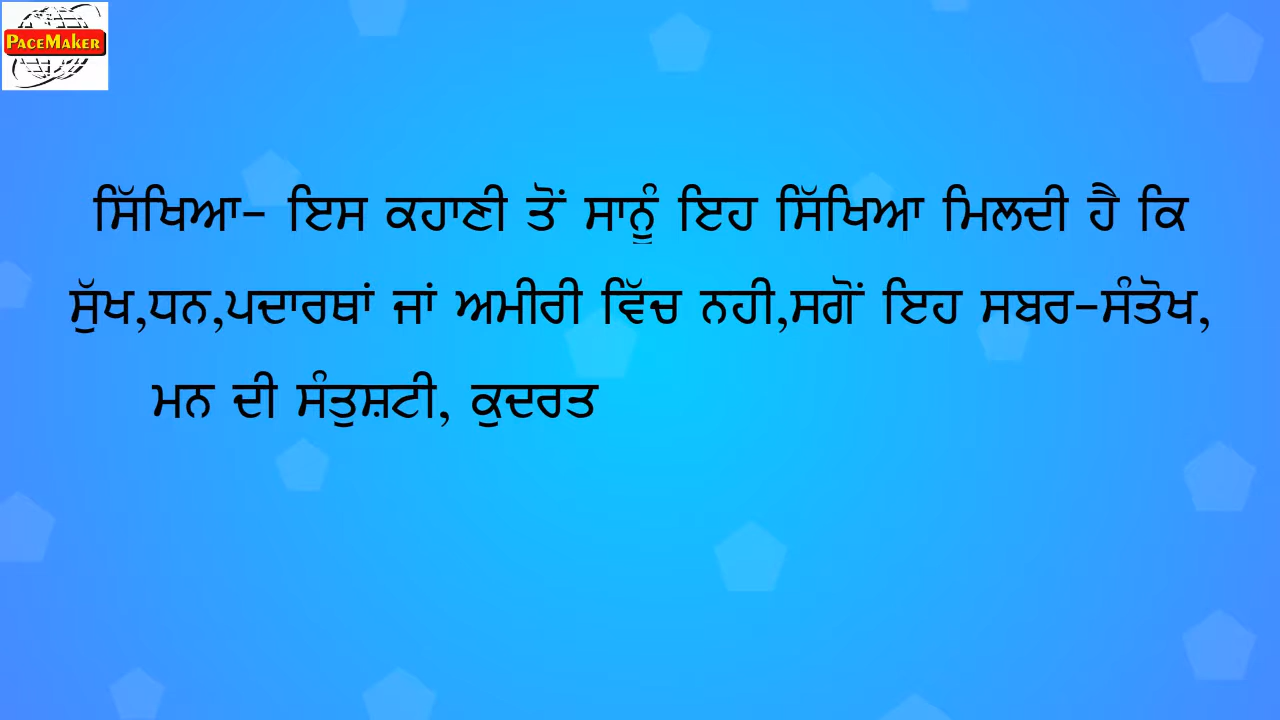 PACEMAKER
ਸਿੱਖਿਆ- ਇਸ ਕਹਾਣੀ ਤੋਂ ਸਾਨੂੰ ਇਹ ਸਿੱਖਿਆ ਮਿਲਦੀ ਹੈ ਕਿ
ਸੁੱਖ,ਧਨ,ਪਦਾਰਥਾਂ ਜਾਂ ਅਮੀਰੀ ਵਿੱਚ ਨਹੀ,ਸਗੋਂ ਇਹ ਸਬਰ-ਸੰਤੋਖ,
ਮਨ ਦੀ ਸੰਤੁਸ਼ਟੀ, ਕੁਦਰਤ